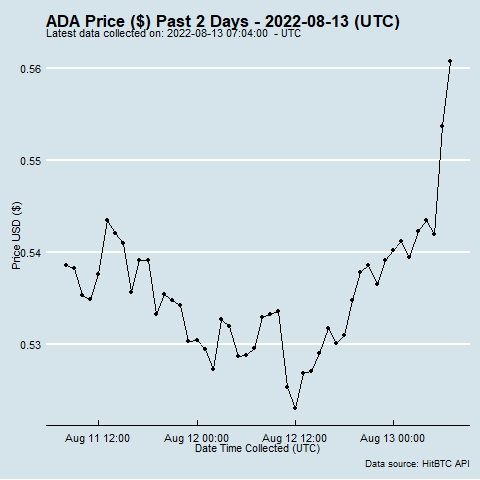 ADA Price ($) Past 2 Days - 2022-08-13 (UTC)
Latest data collected on: 2022-08-13 07:04:00  - UTC
0.56
0.55
0.54
0.53
Price USD ($)
Aug 11 12:00 Aug 12 00:00 Aug 12 12:00 Aug 13 00:00
Date Time Collected (UTC)
Data source: HitBTC API